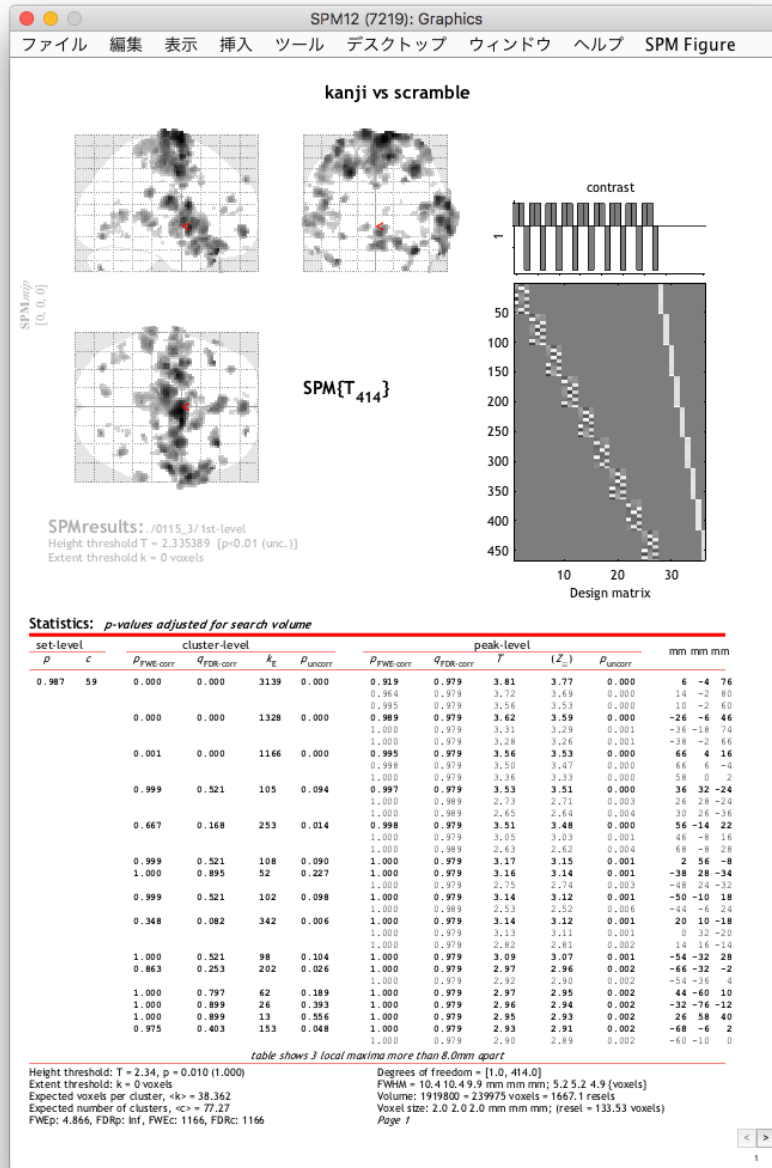 SPM12 (7219): Graphics
ファイル 編集 表示 挿入 ツール デスクトップ ウィンドウ ヘルプ SPM Figure
kanji vs scramble
contrast
1
SPMmip
[0, 0, 0]
SPM{T414}
50
100
150
200
250
300
350
400
450
10 20 30
Design matrix
SPMresults: ./0115_3/1st-level
Height threshold T = 2.335389 {p<0.01 (unc.)}
Extent threshold k = 0 voxels
Statistics: p-values adjusted for search volume
set-level cluster-level peak-level mm mm mm
p c pFWE-corr qFDR-corr kE puncorr pFWE-corr qFDR-corr T (Z≡) puncorr
0.987 59 0.000 0.000 3139 0.000 0.919 0.979 3.81 3.77 0.000 6 -4 76
0.964 0.979 3.72 3.69 0.000 14 -2 80
0.995 0.979 3.56 3.53 0.000 10 -2 60
0.000 0.000 1328 0.000 0.989 0.979 3.62 3.59 0.000 -26 -6 46
1.000 0.979 3.31 3.29 0.001 -36 -18 74
1.000 0.979 3.28 3.26 0.001 -38 -2 66
0.001 0.000 1166 0.000 0.995 0.979 3.56 3.53 0.000 66 4 16
0.998 0.979 3.50 3.47 0.000 66 6 -4
1.000 0.979 3.36 3.33 0.000 58 0 2
0.999 0.521 105 0.094 0.997 0.979 3.53 3.51 0.000 36 32 -24
1.000 0.989 2.73 2.71 0.003 26 28 -24
1.000 0.989 2.65 2.64 0.004 30 26 -36
0.667 0.168 253 0.014 0.998 0.979 3.51 3.48 0.000 56 -14 22
1.000 0.979 3.05 3.03 0.001 46 -8 16
1.000 0.989 2.63 2.62 0.004 68 -8 28
0.999 0.521 108 0.090 1.000 0.979 3.17 3.15 0.001 2 56 -8
1.000 0.895 52 0.227 1.000 0.979 3.16 3.14 0.001 -38 28 -34
1.000 0.979 2.75 2.74 0.003 -48 24 -32
0.999 0.521 102 0.098 1.000 0.979 3.14 3.12 0.001 -50 -10 18
1.000 0.989 2.53 2.52 0.006 -44 -6 24
0.348 0.082 342 0.006 1.000 0.979 3.14 3.12 0.001 20 10 -18
1.000 0.979 3.13 3.11 0.001 0 32 -20
1.000 0.979 2.82 2.81 0.002 14 16 -14
1.000 0.521 98 0.104 1.000 0.979 3.09 3.07 0.001 -54 -32 28
0.863 0.253 202 0.026 1.000 0.979 2.97 2.96 0.002 -66 -32 -2
1.000 0.979 2.92 2.90 0.002 -54 -36 4
1.000 0.797 62 0.189 1.000 0.979 2.97 2.95 0.002 44 -60 10
1.000 0.899 26 0.393 1.000 0.979 2.96 2.94 0.002 -32 -76 -12
1.000 0.899 13 0.556 1.000 0.979 2.95 2.93 0.002 26 58 40
0.975 0.403 153 0.048 1.000 0.979 2.93 2.91 0.002 -68 -6 2
1.000 0.979 2.90 2.89 0.002 -60 -10 0
table shows 3 local maxima more than 8.0mm apart
Height threshold: T = 2.34, p = 0.010 (1.000)
Extent threshold: k = 0 voxels
Expected voxels per cluster, <k> = 38.362
Expected number of clusters, <c> = 77.27
FWEp: 4.866, FDRp: Inf, FWEc: 1166, FDRc: 1166
Degrees of freedom = [1.0, 414.0]
FWHM = 10.4 10.4 9.9 mm mm mm; 5.2 5.2 4.9 {voxels}
Volume: 1919800 = 239975 voxels = 1667.1 resels
Voxel size: 2.0 2.0 2.0 mm mm mm; (resel = 133.53 voxels)
Page 1
< >
1